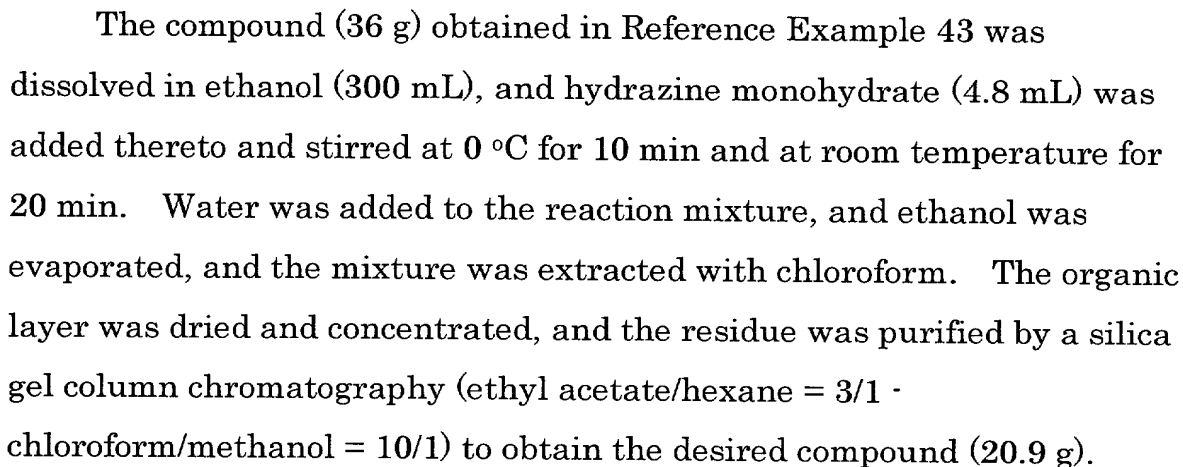 The compound (36 g) obtained in Reference Example 43 was
dissolved in ethanol (300 mL), and hydrazine monohydrate (4.8 mL) was
added thereto and stirred at 0 °C for 10 min and at room temperature for
20 min. Water was added to the reaction mixture, and ethanol was
evaporated, and the mixture was extracted with chloroform. The organic
layer was dried and concentrated, and the residue was purified by a silica
gel column chromatography (ethyl acetate/hexane = 3/1 -
chloroform/methanol = 10/1) to obtain the desired compound (20.9 g).